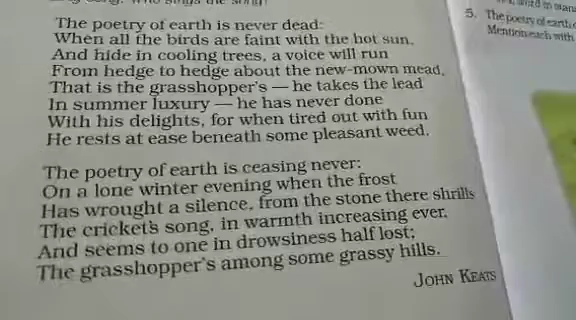 sings the song?
The poetry of earth is never dead:
When all the birds are faint with the hot sun,
And hide in cooling trees, a voice will run
From hedge to hedge about the new-mown mead,
That is the grasshopper's — he takes the lead
In summer luxury — he has never done
With his delights, for when tired out with fun
He rests at ease beneath some pleasant weed.
The poetry of earth is ceasing never:
On a lone winter evening when the frost
Has wrought a silence, from the stone there shrills
The cricket's song, in warmth increasing ever,
And seems to one in drowsiness half lost;
The grasshopper's among some grassy hills.
JOHN KEATS
5. The poetry of earth
Mention each with